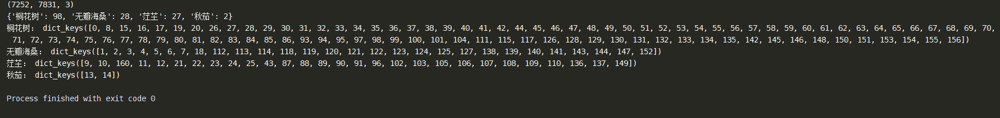 (7252, 7831, 3)
{'桐花树': 98, '无瓣海桑': 28, '茳芏': 27, '秋茄': 2}
桐花树: dict_keys([0, 8, 15, 16, 17, 19, 20, 26, 27, 28, 29, 30, 31, 32, 33, 34, 35, 36, 37, 38, 39, 40, 41, 42, 44, 45, 46, 47, 48, 49, 50, 51, 52, 53, 54, 55, 56, 57, 58, 59, 60, 61, 62, 63, 64, 65, 66, 67, 68, 69, 70,
71, 72, 73, 74, 75, 76, 77, 78, 79, 80, 81, 82, 83, 84, 85, 86, 93, 94, 95, 97, 98, 99, 100, 101, 104, 111, 115, 117, 126, 128, 129, 130, 131, 132, 133, 134, 135, 142, 145, 146, 148, 150, 151, 153, 154, 155, 156])
无瓣海桑: dict_keys([1, 2, 3, 4, 5, 6, 7, 18, 112, 113, 114, 118, 119, 120, 121, 122, 123, 124, 125, 127, 138, 139, 140, 141, 143, 144, 147, 152])
茳芏: dict_keys([9, 10, 160, 11, 12, 21, 22, 23, 24, 25, 43, 87, 88, 89, 90, 91, 96, 102, 103, 105, 106, 107, 108, 109, 110, 136, 137, 149])
秋茄: dict_keys([13, 14])
Process finished with exit code 0